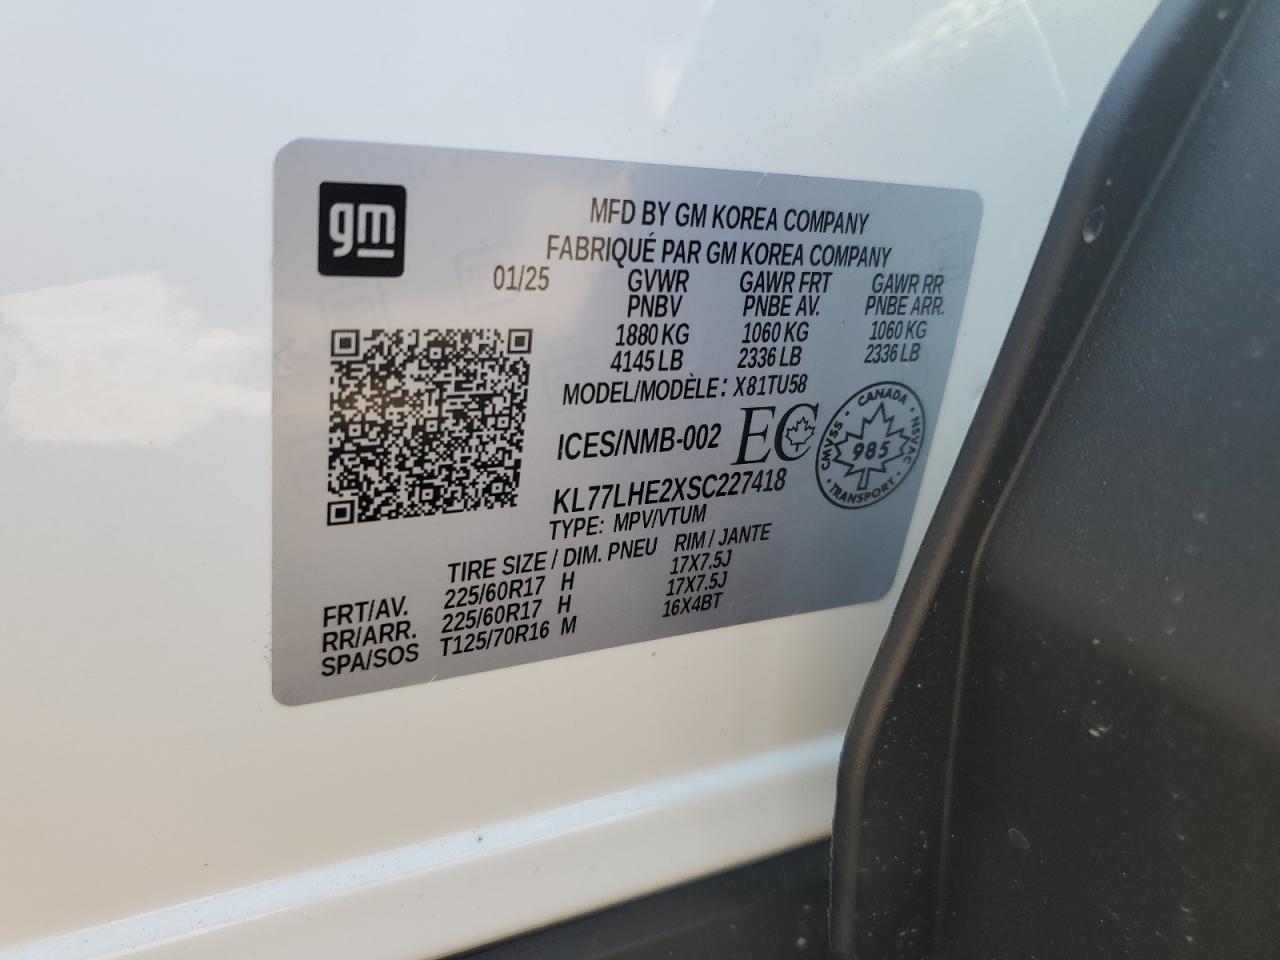 gm
MFD BY GM KOREA COMPANY
FABRIQUÉ PAR GM KOREA COMPANY
01/25 GVWR GAWR FRT GAWR RR
PNBV PNBE AV. PNBE ARR.
1880 KG 1060 KG 1060 KG
4145 LB 2336 LB 2336 LB
MODEL/MODÈLE: X81TU58
ICES/NMB-002 EC
CANADA CMVSS 985 NSVAC TRANSPORT
KL77LHE2XSC227418
TYPE: MPV/VTUM
TIRE SIZE / DIM. PNEU RIM / JANTE
FRT/AV. 225/60R17 H 17X7.5J
RR/ARR. 225/60R17 H 17X7.5J
SPA/SOS T125/70R16 M 16X4BT